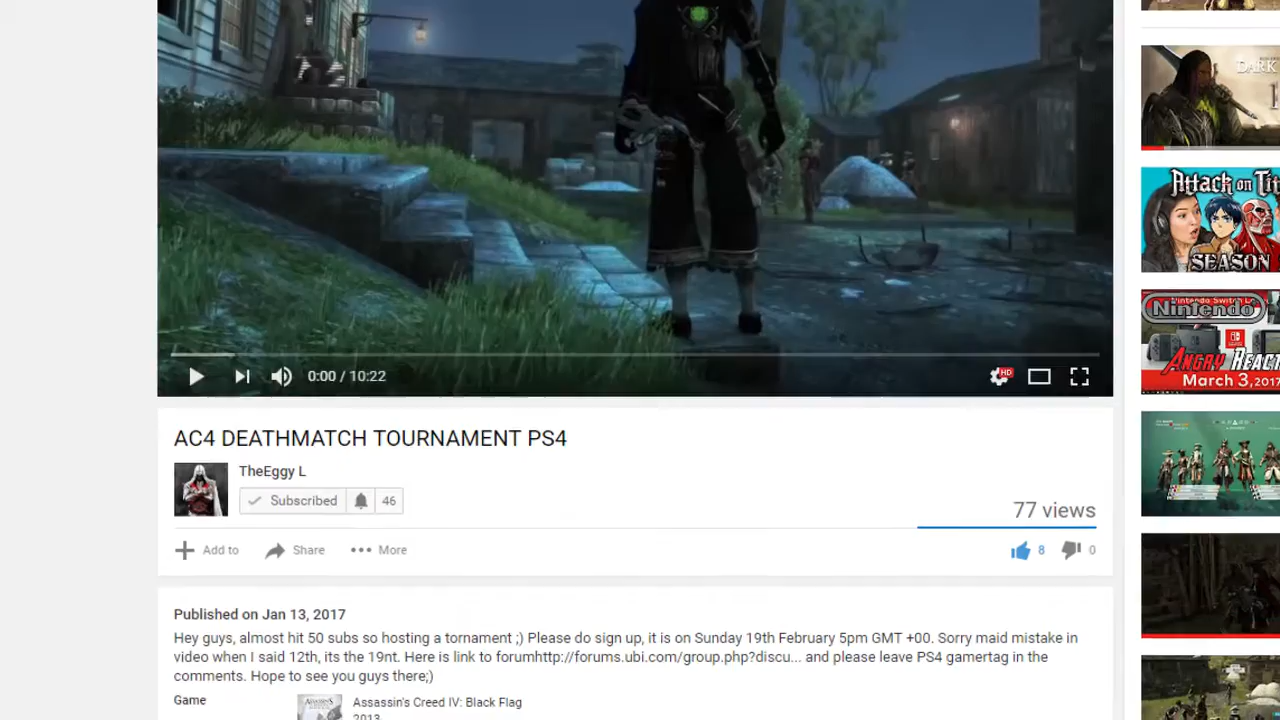 DARK
Attack on Tit
SEASON
Nintendo Switch
Nintendo
ANGRY REACT
March 3, 2017
0:00 / 10:22
HD
AC4 DEATHMATCH TOURNAMENT PS4
TheEggy L
Subscribed 46
77 views
Add to Share More 8 0
Published on Jan 13, 2017
Hey guys, almost hit 50 subs so hosting a tornament ;) Please do sign up, it is on Sunday 19th February 5pm GMT +00. Sorry maid mistake in
video when I said 12th, its the 19nt. Here is link to forumhttp://forums.ubi.com/group.php?discu... and please leave PS4 gamertag in the
comments. Hope to see you guys there;)
Game
Assassin's Creed IV: Black Flag
2013